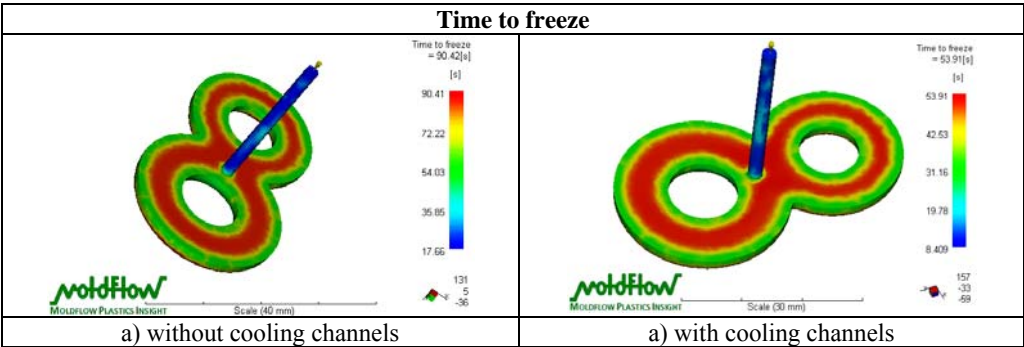 Time to freeze
Time to freeze
= 90.42[s]
[s]
90.41
72.22
54.03
35.85
17.66
131
5
-36
moldflow
MOLDFLOW PLASTICS INSIGHT
Scale (40 mm)
a) without cooling channels
Time to freeze
= 53.91[s]
[s]
53.91
42.53
31.16
19.78
8.409
157
-33
-59
moldflow
MOLDFLOW PLASTICS INSIGHT
Scale (30 mm)
a) with cooling channels